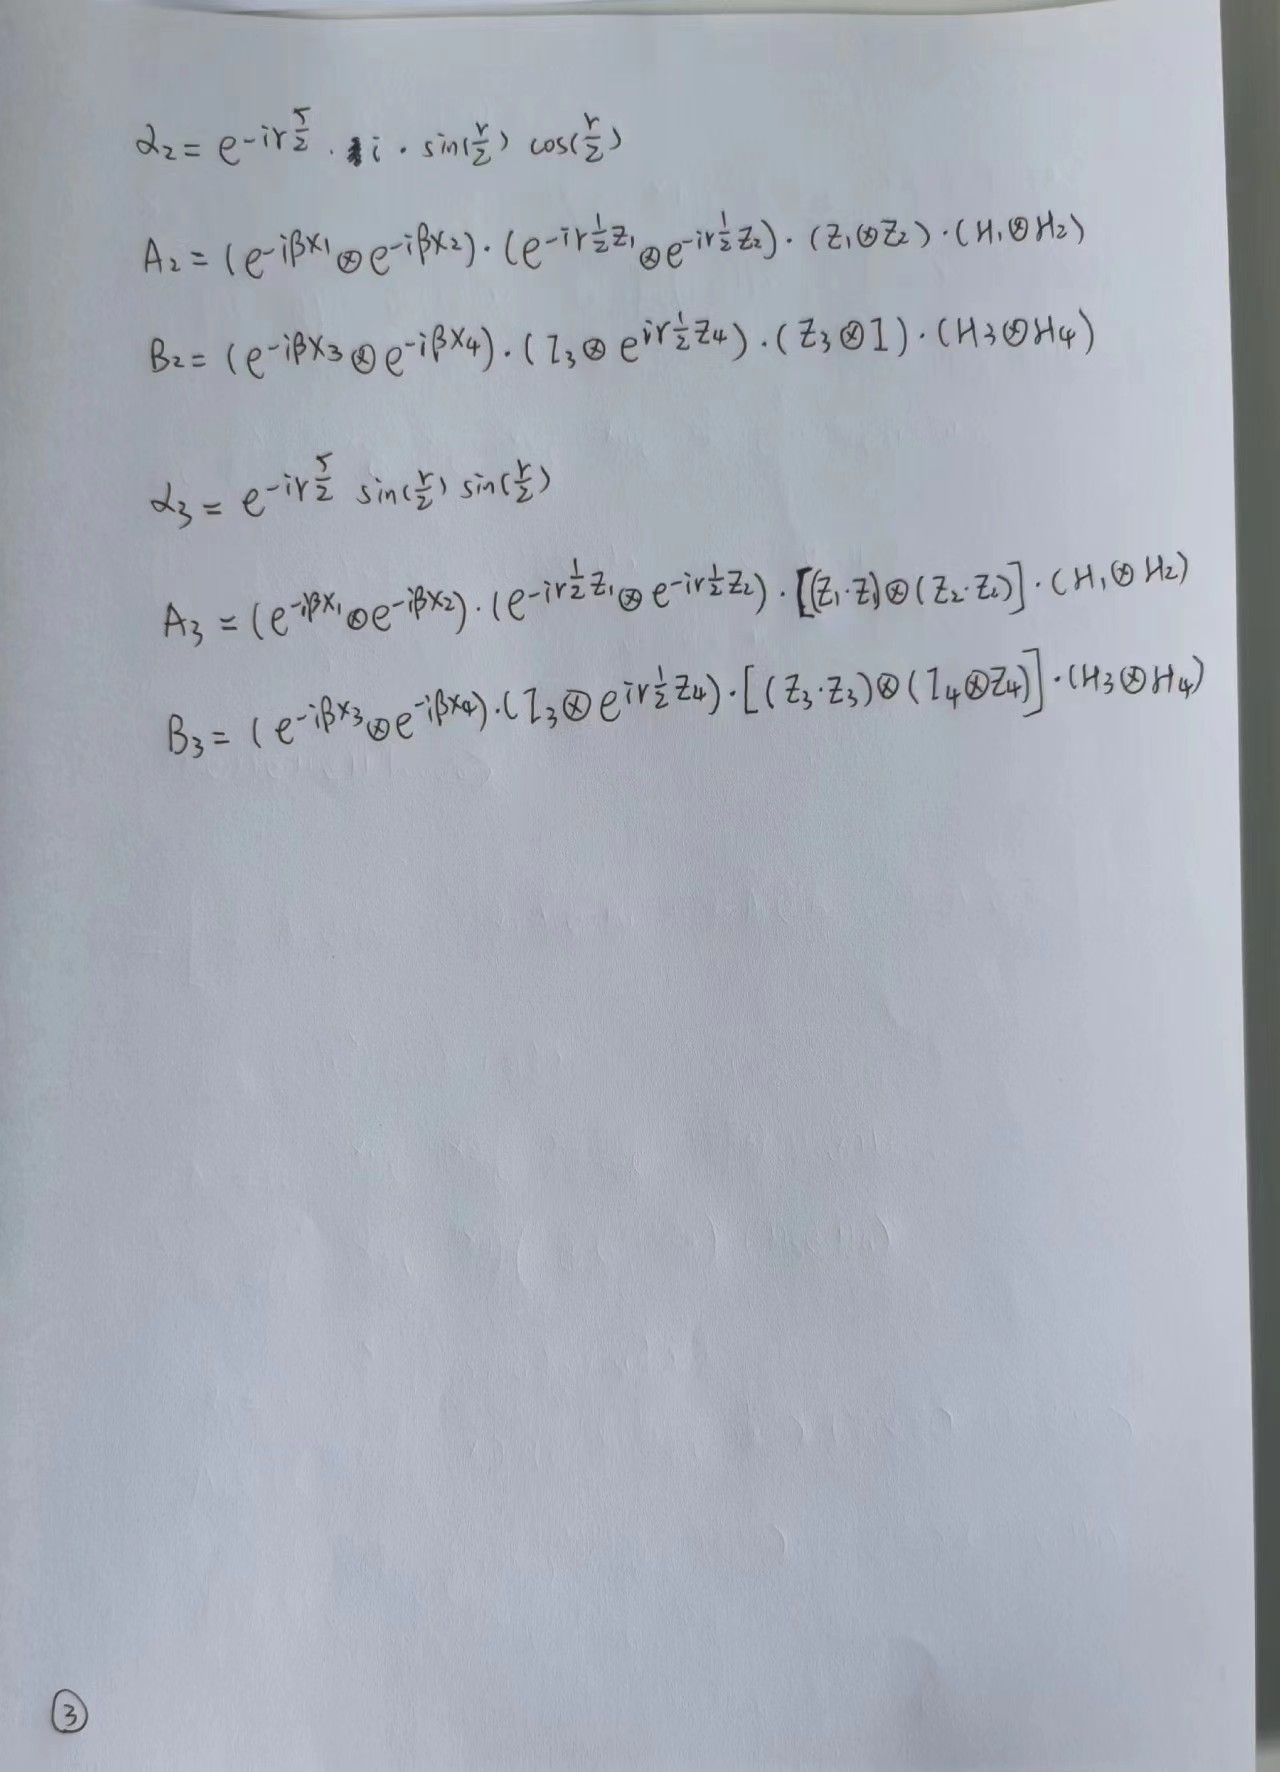 α₂ = e^{-iγ5/2} · i · sin(γ/2) cos(γ/2)
A₂ = (e^{-iβX₁} ⊗ e^{-iβX₂}) · (e^{-iγ½Z₁} ⊗ e^{-iγ½Z₂}) · (Z₁⊗Z₂) · (H₁⊗H₂)
B₂ = (e^{-iβX₃} ⊗ e^{-iβX₄}) · (I₃ ⊗ e^{iγ½Z₄}) · (Z₃⊗I) · (H₃⊗H₄)
α₃ = e^{-iγ5/2} sin(γ/2) sin(γ/2)
A₃ = (e^{-iβX₁} ⊗ e^{-iβX₂}) · (e^{-iγ½Z₁} ⊗ e^{-iγ½Z₂}) · [(Z₁·Z₁)⊗(Z₂·Z₂)] · (H₁⊗H₂)
B₃ = (e^{-iβX₃} ⊗ e^{-iβX₄}) · (I₃ ⊗ e^{iγ½Z₄}) · [(Z₃·Z₃)⊗(I₄⊗Z₄)] · (H₃⊗H₄)
③